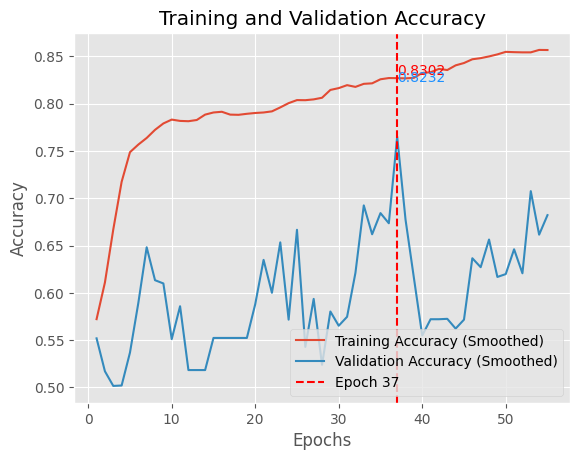 Training and Validation Accuracy
Accuracy
0.85
0.80
0.75
0.70
0.65
0.60
0.55
0.50
0.8302
0.8232
Training Accuracy (Smoothed)
Validation Accuracy (Smoothed)
Epoch 37
0
10
20
30
40
50
Epochs